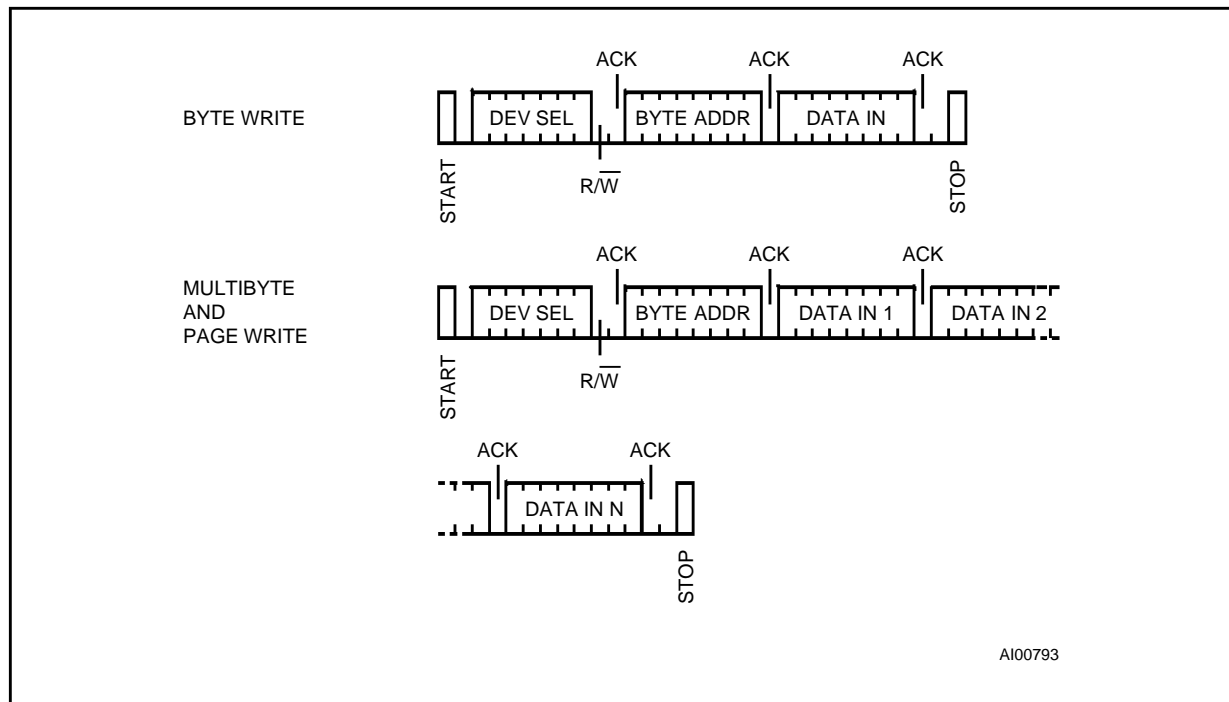 ACK ACK ACK
BYTE WRITE DEV SEL BYTE ADDR DATA IN
START R/W̅ STOP
ACK ACK ACK
MULTIBYTE
AND
PAGE WRITE
DEV SEL BYTE ADDR DATA IN 1 DATA IN 2
START R/W̅
ACK ACK
DATA IN N
STOP
AI00793